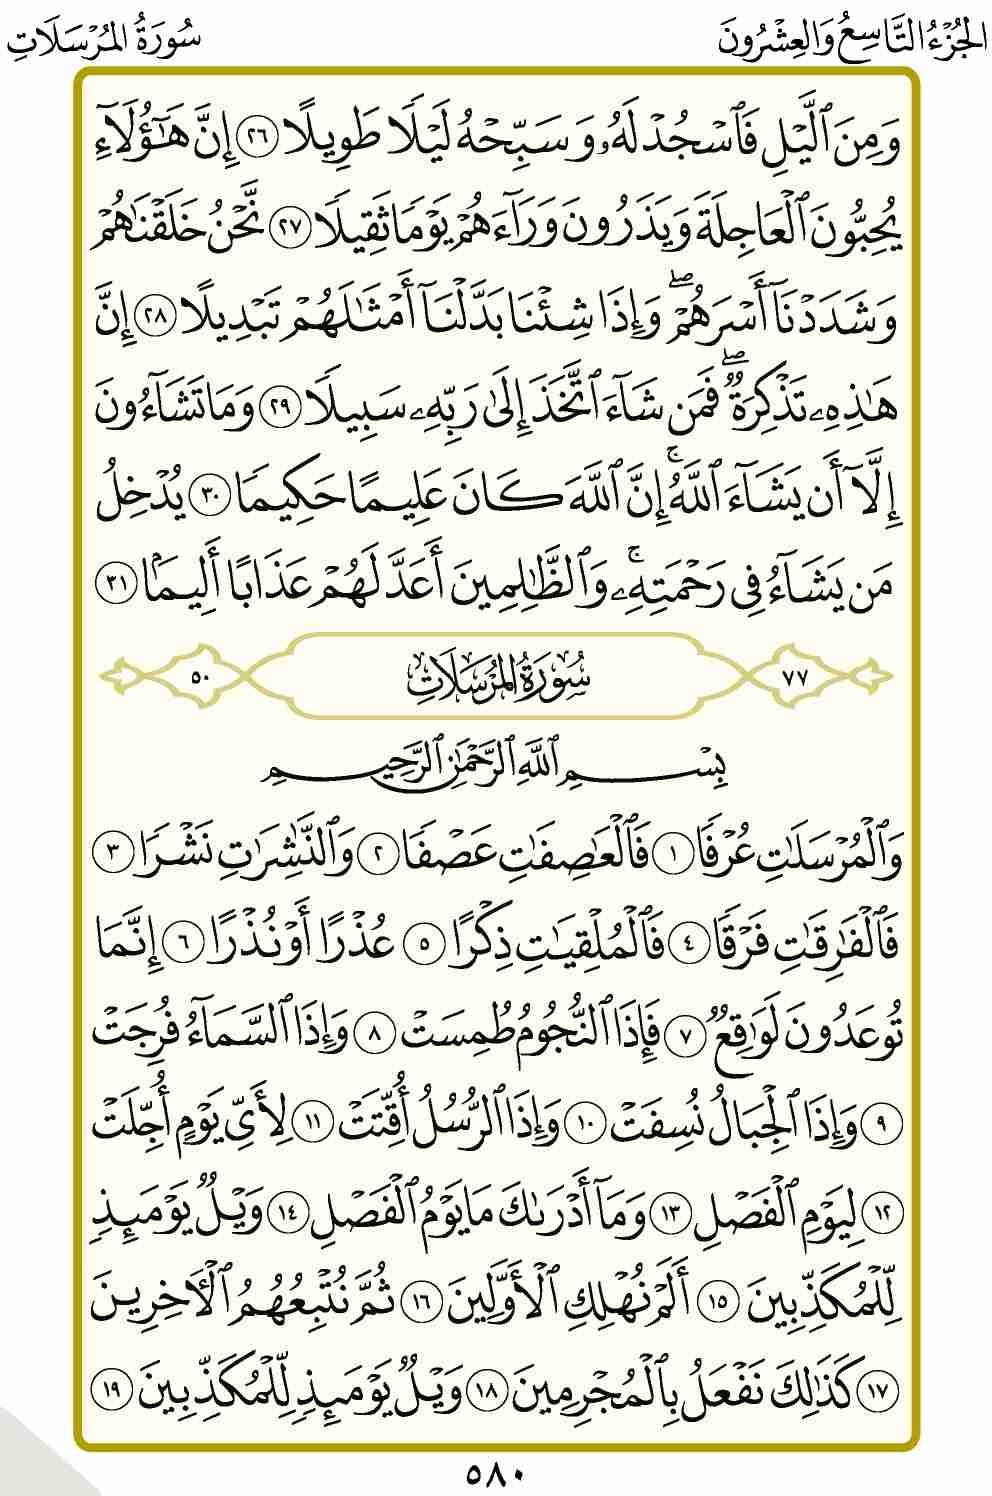 الجُزْءُ التَّاسِعُ وَالعِشْرُونَ
سُورَةُ المُرْسَلَاتِ
وَمِنَ ٱلَّيْلِ فَٱسْجُدْ لَهُۥ وَسَبِّحْهُ لَيْلًا طَوِيلًا ٢٦ إِنَّ هَٰٓؤُلَآءِ
يُحِبُّونَ ٱلْعَاجِلَةَ وَيَذَرُونَ وَرَآءَهُمْ يَوْمًا ثَقِيلًا ٢٧ نَّحْنُ خَلَقْنَٰهُمْ
وَشَدَدْنَآ أَسْرَهُمْ ۖ وَإِذَا شِئْنَا بَدَّلْنَآ أَمْثَٰلَهُمْ تَبْدِيلًا ٢٨ إِنَّ
هَٰذِهِۦ تَذْكِرَةٌ ۖ فَمَن شَآءَ ٱتَّخَذَ إِلَىٰ رَبِّهِۦ سَبِيلًا ٢٩ وَمَا تَشَآءُونَ
إِلَّآ أَن يَشَآءَ ٱللَّهُ ۚ إِنَّ ٱللَّهَ كَانَ عَلِيمًا حَكِيمًا ٣٠ يُدْخِلُ
مَن يَشَآءُ فِى رَحْمَتِهِۦ ۚ وَٱلظَّٰلِمِينَ أَعَدَّ لَهُمْ عَذَابًا أَلِيمًۢا ٣١
٧٧ سُورَةُ المُرْسَلَاتِ ٥٠
بِسْمِ ٱللَّهِ ٱلرَّحْمَٰنِ ٱلرَّحِيمِ
وَٱلْمُرْسَلَٰتِ عُرْفًا ١ فَٱلْعَٰصِفَٰتِ عَصْفًا ٢ وَٱلنَّٰشِرَٰتِ نَشْرًا ٣
فَٱلْفَٰرِقَٰتِ فَرْقًا ٤ فَٱلْمُلْقِيَٰتِ ذِكْرًا ٥ عُذْرًا أَوْ نُذْرًا ٦ إِنَّمَا
تُوعَدُونَ لَوَٰقِعٌ ٧ فَإِذَا ٱلنُّجُومُ طُمِسَتْ ٨ وَإِذَا ٱلسَّمَآءُ فُرِجَتْ
٩ وَإِذَا ٱلْجِبَالُ نُسِفَتْ ١٠ وَإِذَا ٱلرُّسُلُ أُقِّتَتْ ١١ لِأَىِّ يَوْمٍ أُجِّلَتْ
١٢ لِيَوْمِ ٱلْفَصْلِ ١٣ وَمَآ أَدْرَىٰكَ مَا يَوْمُ ٱلْفَصْلِ ١٤ وَيْلٌ يَوْمَئِذٍ
لِّلْمُكَذِّبِينَ ١٥ أَلَمْ نُهْلِكِ ٱلْأَوَّلِينَ ١٦ ثُمَّ نُتْبِعُهُمُ ٱلْءَاخِرِينَ
١٧ كَذَٰلِكَ نَفْعَلُ بِٱلْمُجْرِمِينَ ١٨ وَيْلٌ يَوْمَئِذٍ لِّلْمُكَذِّبِينَ ١٩
٥٨٠